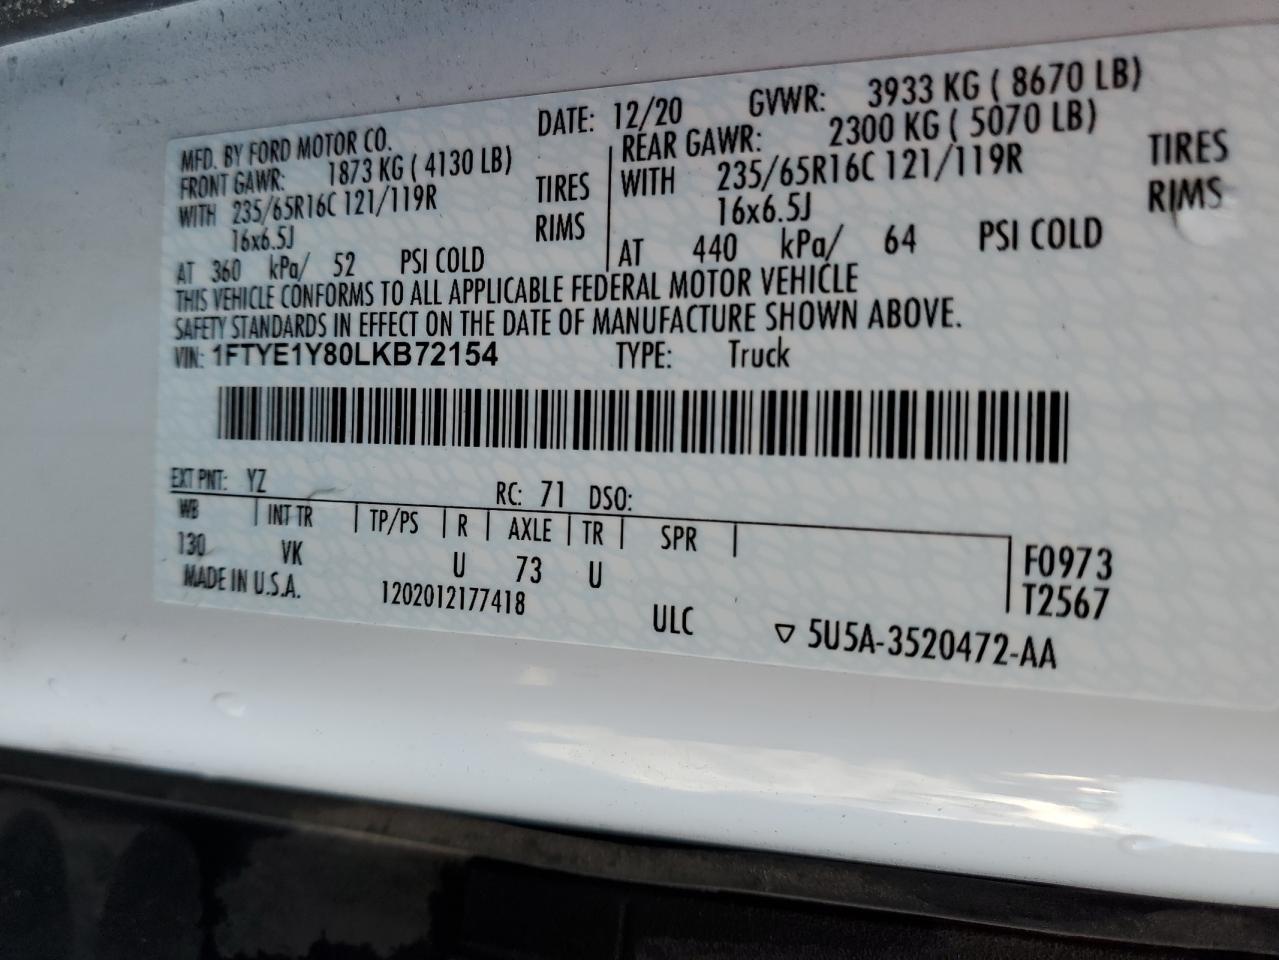 MFD. BY FORD MOTOR CO. DATE: 12/20 GVWR: 3933 KG ( 8670 LB)
FRONT GAWR: 1873 KG ( 4130 LB) REAR GAWR: 2300 KG ( 5070 LB)
WITH 235/65R16C 121/119R TIRES WITH 235/65R16C 121/119R TIRES
16x6.5J RIMS 16x6.5J RIMS
AT 360 kPa/ 52 PSI COLD AT 440 kPa/ 64 PSI COLD
THIS VEHICLE CONFORMS TO ALL APPLICABLE FEDERAL MOTOR VEHICLE
SAFETY STANDARDS IN EFFECT ON THE DATE OF MANUFACTURE SHOWN ABOVE.
VIN: 1FTYE1Y80LKB72154 TYPE: Truck
EXT PNT: YZ RC: 71 DSO:
WB INT TR TP/PS R AXLE TR SPR
130 VK U 73 U F0973
T2567
MADE IN U.S.A. 1202012177418 ULC ▽ 5U5A-3520472-AA